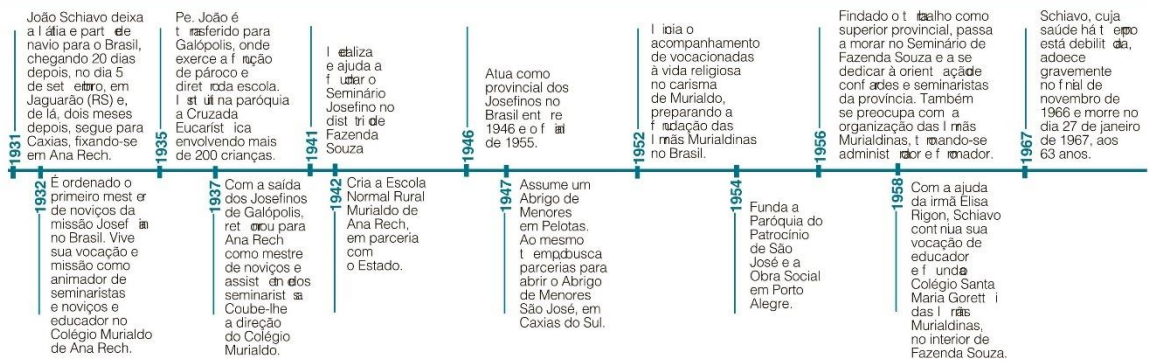 1931
João Schiavo deixa
a Itália e parte de
navio para o Brasil,
chegando 20 dias
depois, no dia 5
de setembro, em
Jaguarão (RS) e,
de lá, dois meses
depois, segue para
Caxias, fixando-se
em Ana Rech.
1932
É ordenado o
primeiro mestre
de noviços da
missão
no Brasil. Vive
sua vocação e
missão como
animador de
seminaristas
e noviços e
educador no
Colégio Murialdo
de Ana Rech.
1935
Pe. João é
transferido para
Galópolis, onde
exerce a função
de pároco e
diretor da escola.
Institui na paróquia
a Cruzada
Eucarística
envolvendo mais
de 200 crianças.
1937
Com a saída
dos Josefinos
de Galópolis,
retornou para
Ana Rech
como mestre
de noviços e
assistente dos
seminaristas
Coube-lhe
a direção
do Colégio
Murialdo.
1941
Idealiza
e ajuda a
fundar o
Seminário
Josefino no
distrito de
Fazenda
Souza
1942
Cria a Escola
Normal Rural
Murialdo de
Ana Rech,
em parceria
com
o Estado.
1946
Atua como
provincial dos
Josefinos no
Brasil entre
1946 e o final
de 1955.
1947
Assume um
Abrigo de
Menores
em Pelotas.
Ao mesmo
tempo, busca
parcerias para
abrir o Abrigo
de Menores
São José, em
Caxias do Sul.
1952
Inicia o
acompanhamento
de vocacionadas
à vida religiosa
no carisma
de Murialdo,
preparando a
fundação das
Irmãs Murialdinas
no Brasil.
1954
Funda a
Paróquia do
Patrocínio
de São
José e a
Obra Social
em Porto
Alegre.
1956
Findado o trabalho como
superior provincial, passa
a morar no Seminário de
Fazenda Souza e a se
dedicar à orientação de
confrades e seminaristas
da província. Também
se preocupa com a
organização das Irmãs
Murialdinas, tornando-se
administrador e formador.
1958
Com a ajuda
da irmã Elisa
Rigon, Schiavo
continua sua
vocação de
educador
e funda o
Colégio Santa
Maria Goretti
das Irmãs
Murialdinas,
no interior de
Fazenda Souza.
1967
Schiavo, cuja
saúde há tempo
está debilitada,
adoece
gravemente
no final de
novembro de
1966 e morre no
dia 27 de janeiro
de 1967, aos
63 anos.